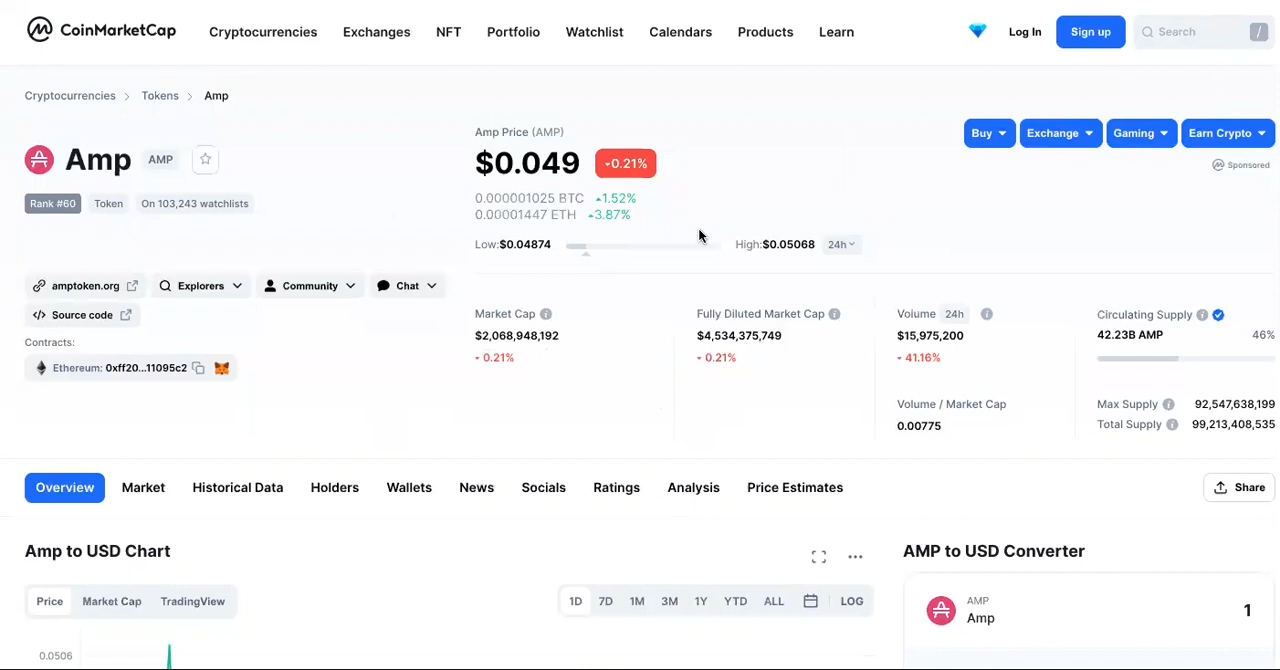 CoinMarketCap Cryptocurrencies Exchanges NFT Portfolio Watchlist Calendars Products Learn Log In Sign up Search /
Cryptocurrencies > Tokens > Amp
Amp AMP
Rank #60 Token On 103,243 watchlists
amptoken.org Explorers Community Chat
Source code
Contracts:
Ethereum: 0xff20...11095c2
Amp Price (AMP)
$0.049 0.21%
0.000001025 BTC 1.52%
0.00001447 ETH 3.87%
Low:$0.04874 High:$0.05068 24h
Buy Exchange Gaming Earn Crypto
Sponsored
Market Cap
$2,068,948,192
0.21%
Fully Diluted Market Cap
$4,534,375,749
0.21%
Volume 24h
$15,975,200
41.16%
Volume / Market Cap
0.00775
Circulating Supply
42.23B AMP 46%
Max Supply 92,547,638,199
Total Supply 99,213,408,535
Overview Market Historical Data Holders Wallets News Socials Ratings Analysis Price Estimates Share
Amp to USD Chart
Price Market Cap TradingView 1D 7D 1M 3M 1Y YTD ALL LOG
0.0506
AMP to USD Converter
AMP
Amp 1